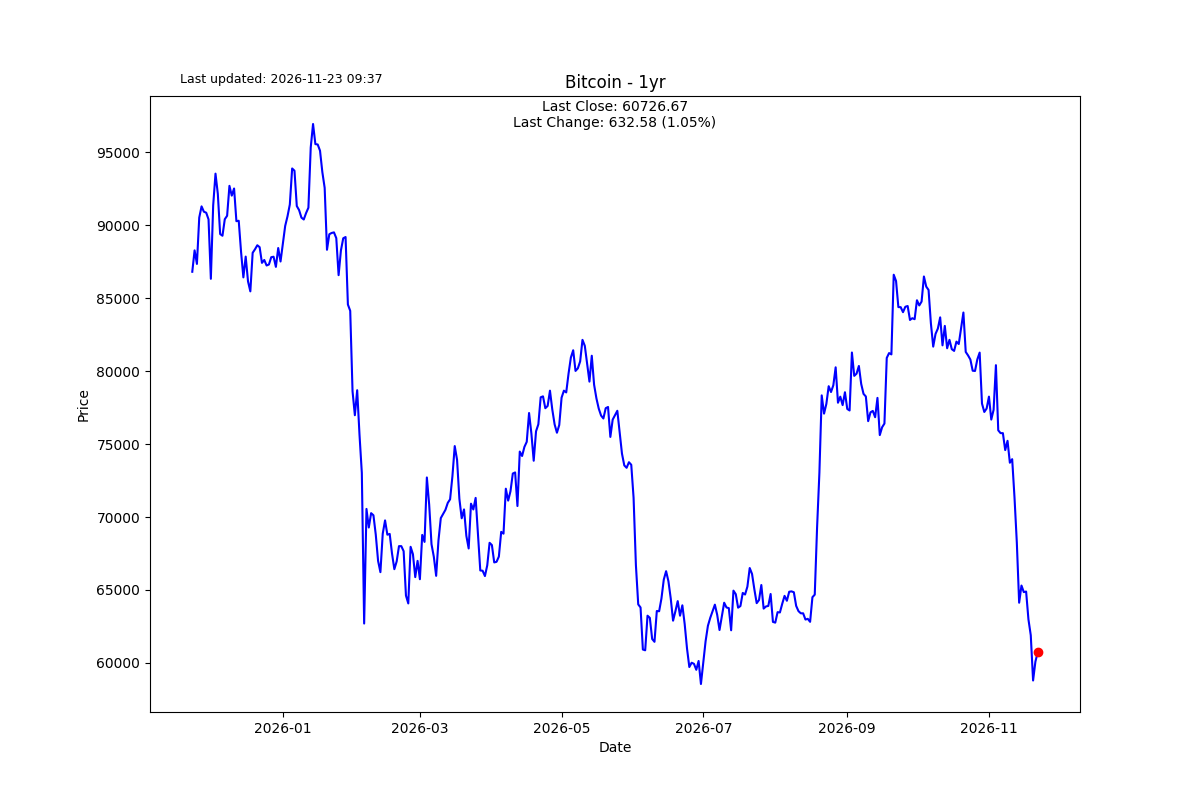 Last updated: 2026-11-23 09:37
Bitcoin - 1yr
Last Close: 60726.67
Last Change: 632.58 (1.05%)
95000
90000
85000
80000
75000
70000
65000
60000
Price
2026-01
2026-03
2026-05
2026-07
2026-09
2026-11
Date